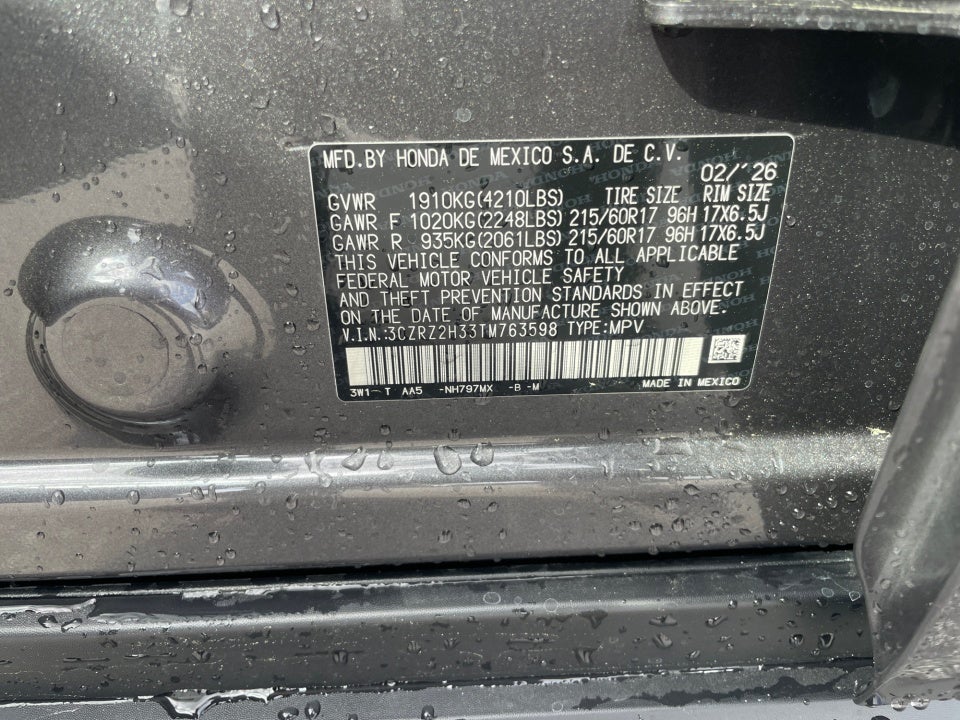 MFD.BY HONDA DE MEXICO S.A. DE C.V.
02/'26
GVWR 1910KG(4210LBS) TIRE SIZE RIM SIZE
GAWR F 1020KG(2248LBS) 215/60R17 96H 17X6.5J
GAWR R 935KG(2061LBS) 215/60R17 96H 17X6.5J
THIS VEHICLE CONFORMS TO ALL APPLICABLE
FEDERAL MOTOR VEHICLE SAFETY
AND THEFT PREVENTION STANDARDS IN EFFECT
ON THE DATE OF MANUFACTURE SHOWN ABOVE.
V.I.N.:3CZRZ2H33TM763598 TYPE:MPV
3W1-T AA5 -NH797MX -B -M MADE IN MEXICO